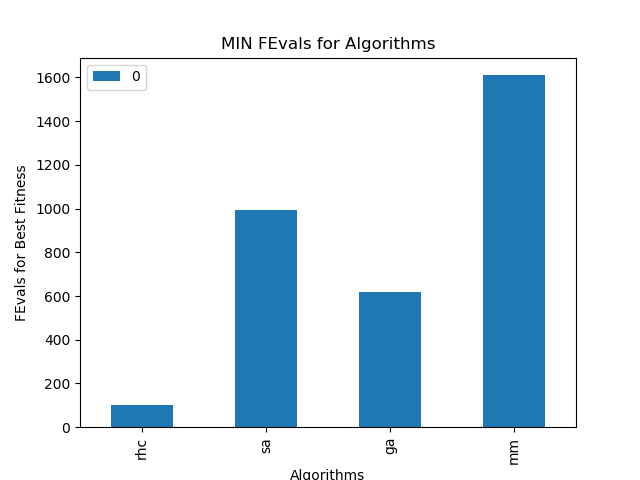 MIN FEvals for Algorithms
0
FEvals for Best Fitness
1600
1400
1200
1000
800
600
400
200
0
rhc
sa
ga
mm
Algorithms